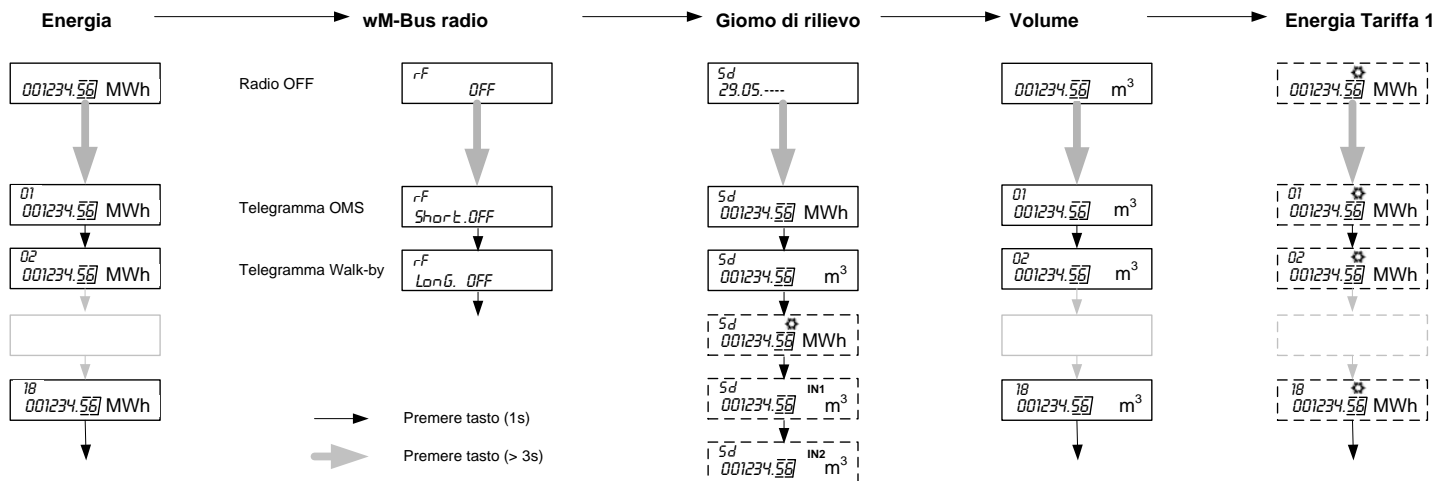 Energia
wM-Bus radio
Giorno di rilievo
Volume
Energia Tariffa 1
001234.56 MWh
Radio OFF
rF
OFF
Sd
29.05.----
001234.56 m³
001234.56 MWh
01
001234.56 MWh
Telegramma OMS
rF
Short.OFF
Sd
001234.56 MWh
01
001234.56 m³
01
001234.56 MWh
02
001234.56 MWh
Telegramma Walk-by
rF
LonG. OFF
Sd
001234.56 m³
02
001234.56 m³
02
001234.56 MWh
Sd
001234.56 MWh
18
001234.56 MWh
Sd IN1
001234.56 m³
18
001234.56 m³
18
001234.56 MWh
Premere tasto (1s)
Premere tasto (> 3s)
Sd IN2
001234.56 m³